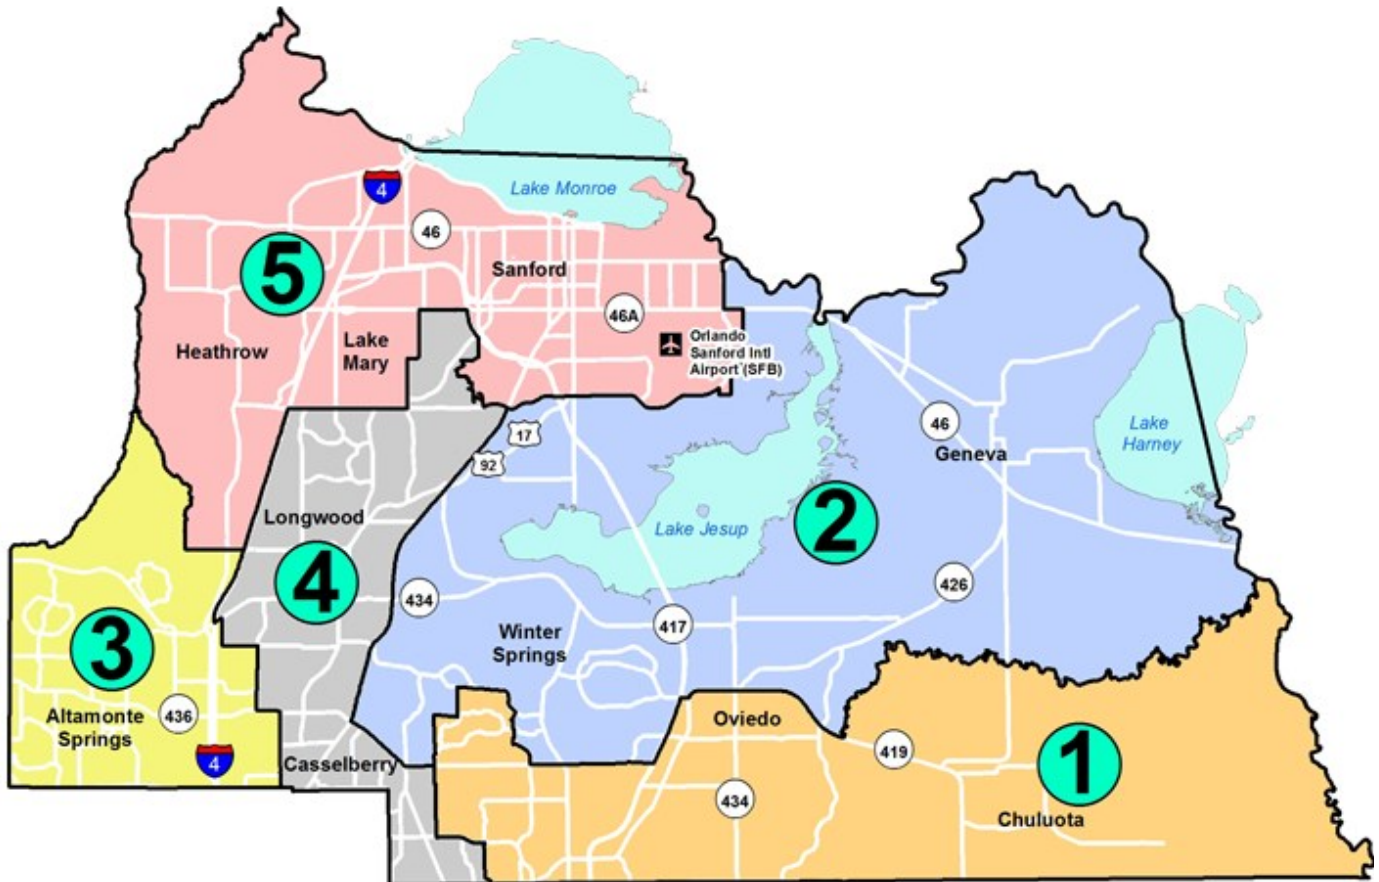 Lake Monroe
4
46
5
Sanford
46A
Heathrow
Lake
Mary
Orlando
Sanford Intl
Airport (SFB)
17
46
Lake
Harney
Geneva
92
Longwood
Lake Jesup
2
4
434
426
3
Winter
Springs
417
Altamonte
Springs
436
Oviedo
419
1
4
Casselberry
434
Chuluota